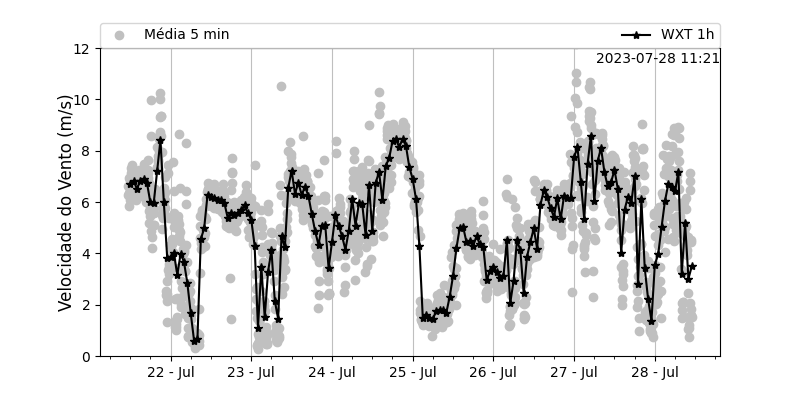 Média 5 min
WXT 1h
2023-07-28 11:21
Velocidade do Vento (m/s)
12
10
8
6
4
2
0
22 - Jul
23 - Jul
24 - Jul
25 - Jul
26 - Jul
27 - Jul
28 - Jul